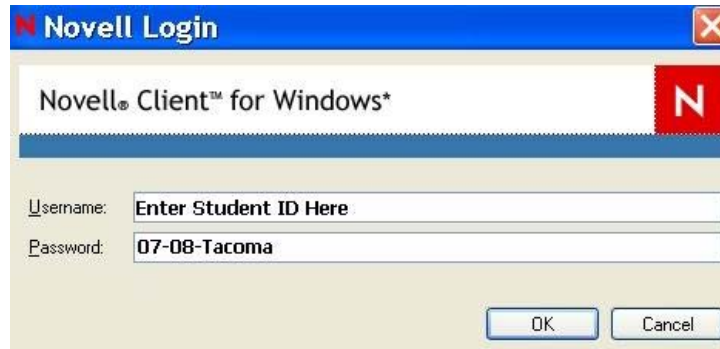 N Novell Login
Novell® Client™ for Windows*
N
Username: Enter Student ID Here
Password: 07-08-Tacoma
OK Cancel